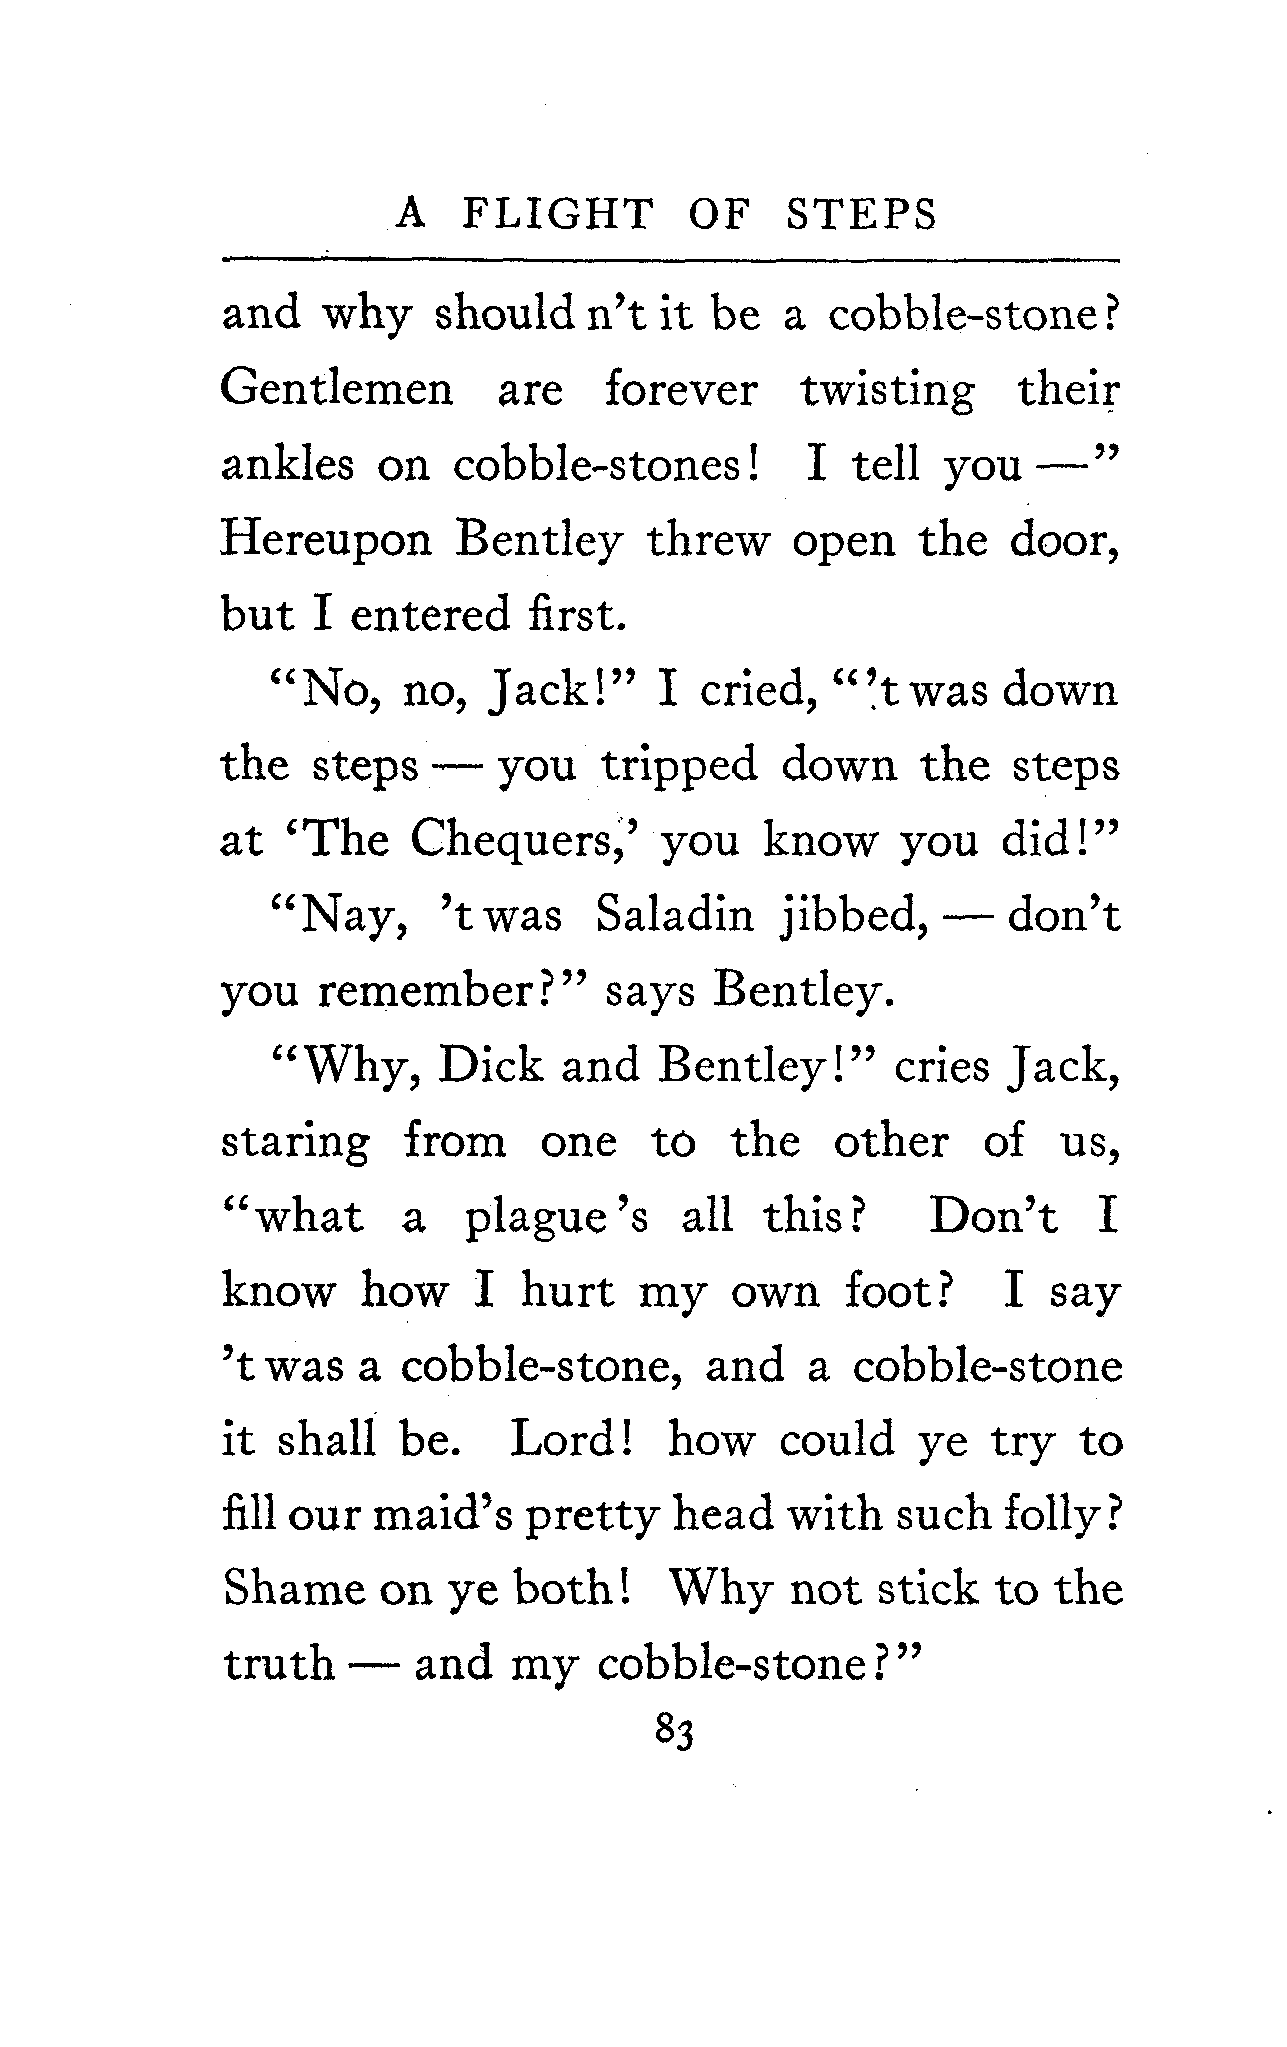 A FLIGHT OF STEPS
and why should n't it be a cobble-stone?
Gentlemen are forever twisting their
ankles on cobble-stones! I tell you —”
Hereupon Bentley threw open the door,
but I entered first.
“No, no, Jack!” I cried, “'t was down
the steps — you tripped down the steps
at ‘The Chequers,’ you know you did!”
“Nay, 't was Saladin jibbed, — don't
you remember?” says Bentley.
“Why, Dick and Bentley!” cries Jack,
staring from one to the other of us,
“what a plague 's all this? Don't I
know how I hurt my own foot? I say
't was a cobble-stone, and a cobble-stone
it shall be. Lord! how could ye try to
fill our maid's pretty head with such folly?
Shame on ye both! Why not stick to the
truth — and my cobble-stone?”
83